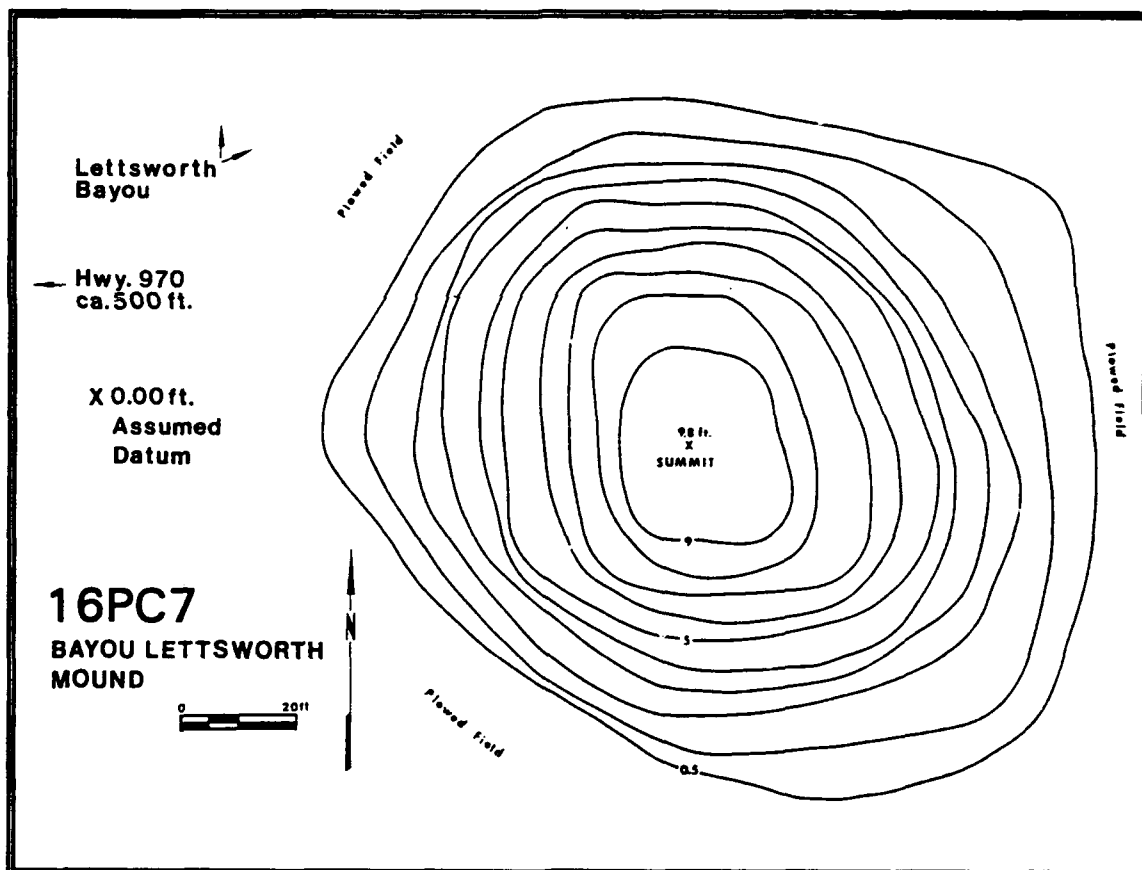 Lettsworth
Bayou
Plowed Field
Hwy. 970
ca. 500 ft.
X 0.00 ft.
Assumed
Datum
Plowed Field
9.8 ft.
X
SUMMIT
9
16PC7
BAYOU LETTSWORTH
MOUND
N
5
0 20ft
Plowed Field
0.5